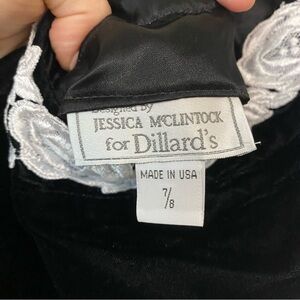 Designed by
JESSICA McCLINTOCK
for Dillard's
MADE IN USA
7/
/8